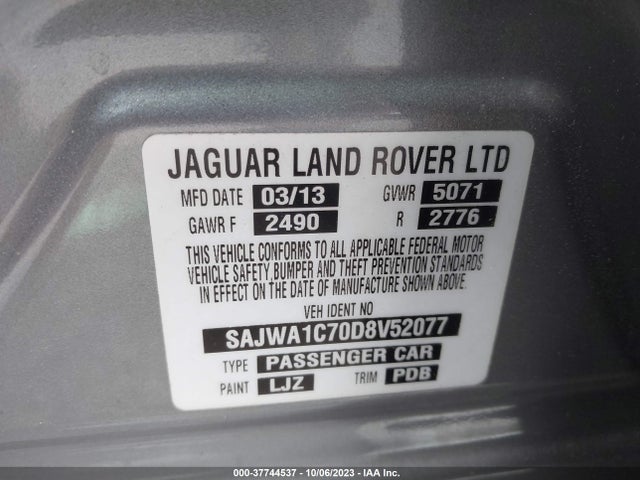 JAGUAR LAND ROVER LTD
MFD DATE 03/13 GVWR 5071
GAWR F 2490 R 2776
THIS VEHICLE CONFORMS TO ALL APPLICABLE FEDERAL MOTOR
VEHICLE SAFETY BUMPER AND THEFT PREVENTION STANDARDS
IN EFFECT ON THE DATE OF MANUFACTURE SHOWN ABOVE.
VEH IDENT NO
SAJWA1C70D8V52077
TYPE PASSENGER CAR
PAINT LJZ TRIM PDB
000-37744537 - 10/06/2023 - IAA Inc.